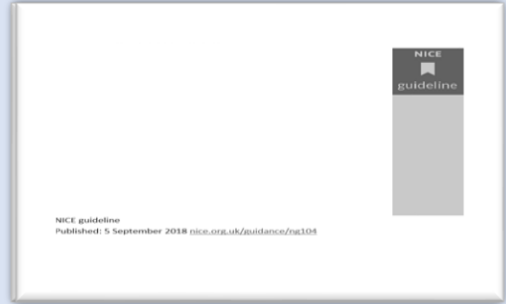 NICE
guideline
NICE guideline
Published: 5 September 2018 nice.org.uk/guidance/ng104